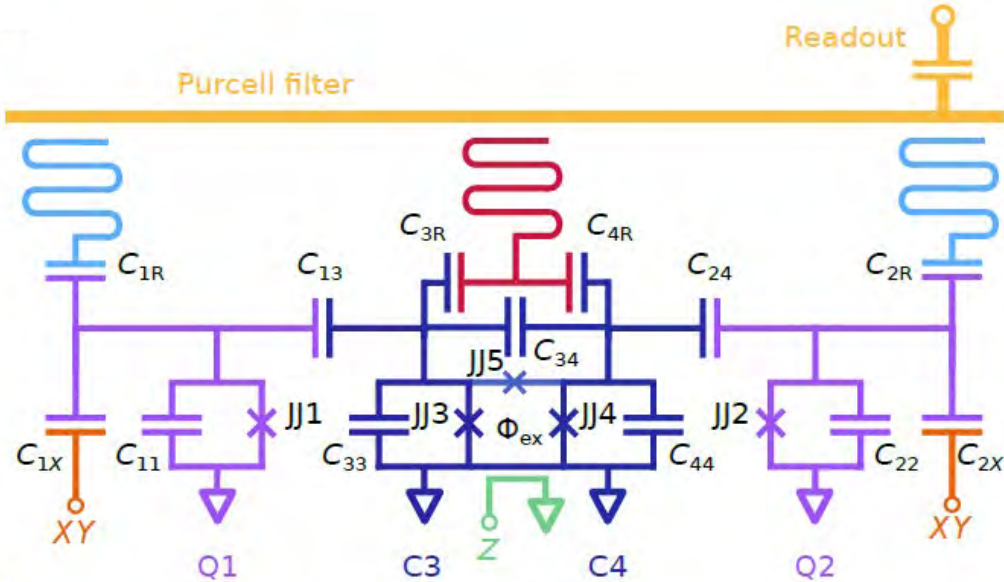 Readout
Purcell filter
C3R
C4R
C1R
C13
C24
C2R
C34
JJ5
JJ1
JJ3
Φex
JJ4
JJ2
C1X
C11
C33
C44
C22
C2X
XY
Z
XY
Q1
C3
C4
Q2